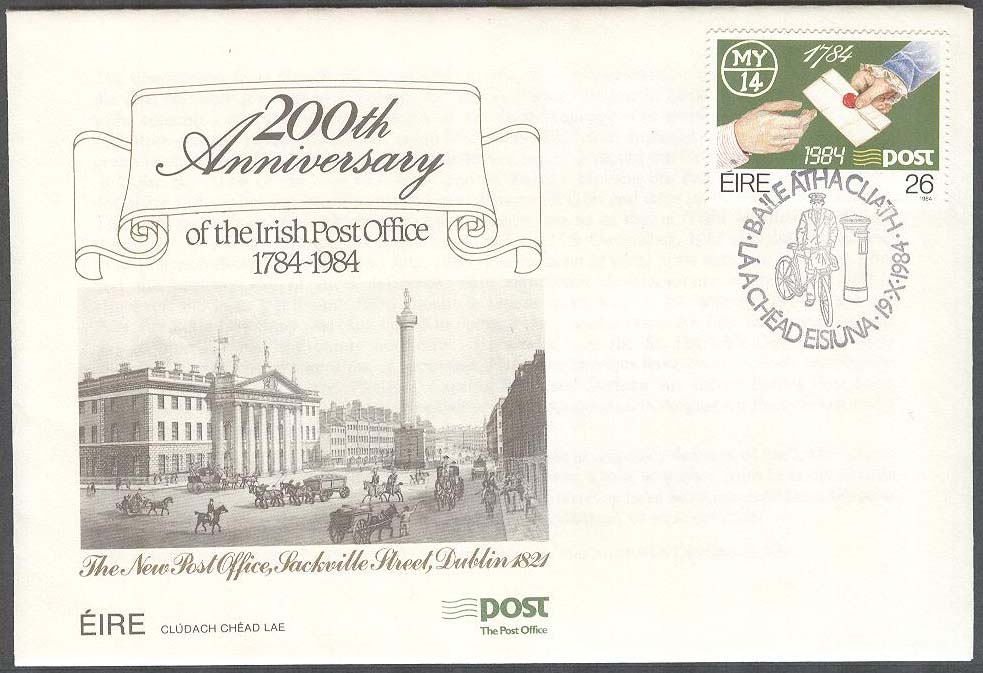 200th
Anniversary
of the Irish Post Office
1784-1984
MY
14
1784
1984 post
ÉIRE 26
1984
BAILE ÁTHA CLIATH · 19·X·1984 · LA A CHÉAD EISIÚNA ·
The New Post Office, Sackville Street, Dublin 1821
ÉIRE CLÚDACH CHÉAD LAE
post
The Post Office